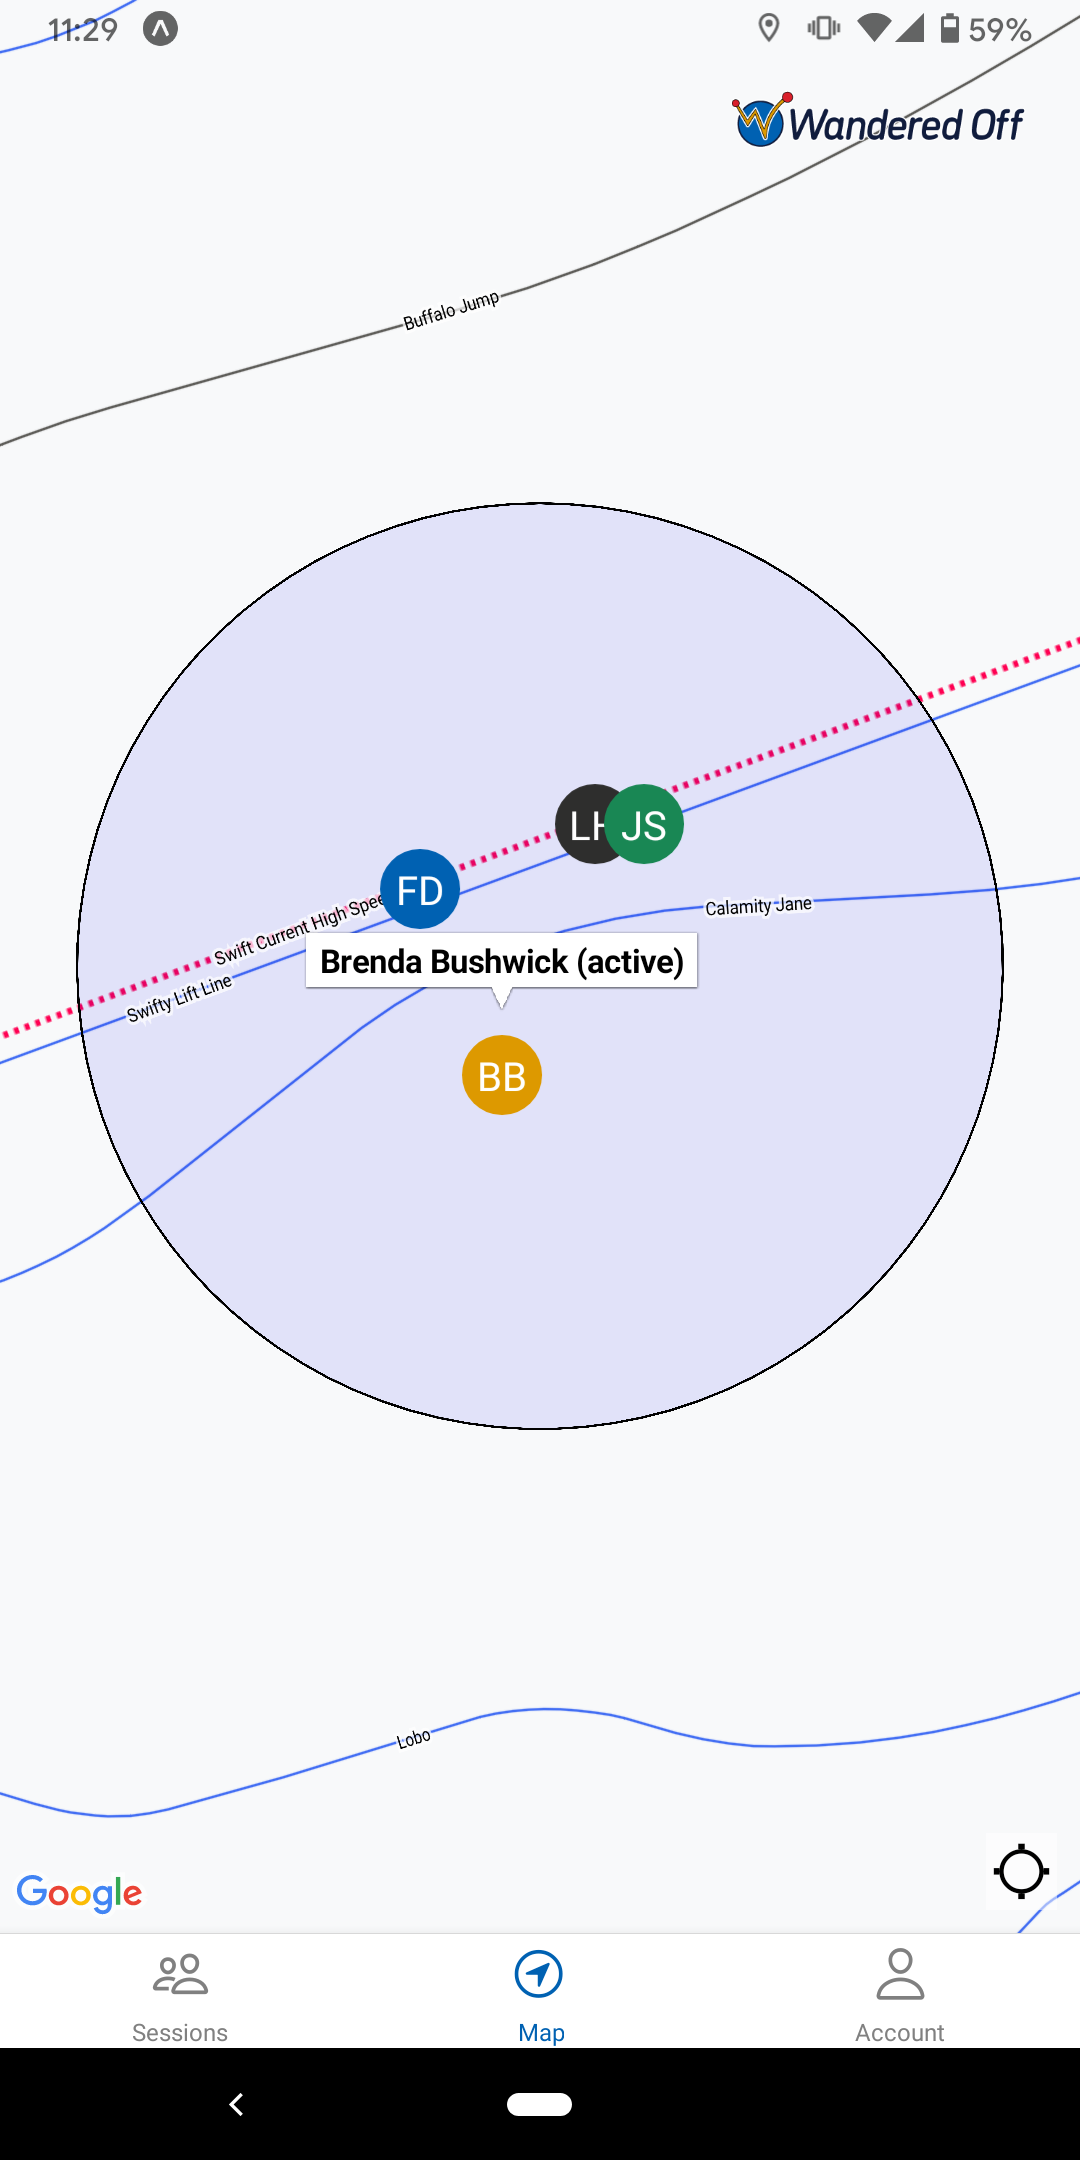 11:29
59%
Wandered Off
Buffalo Jump
LH
JS
FD
Swift Current High Spee
Calamity Jane
Brenda Bushwick (active)
Swifty Lift Line
BB
Lobo
Google
Sessions
Map
Account